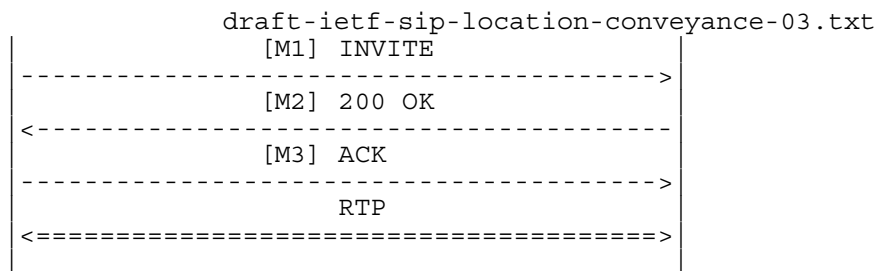 draft-ietf-sip-location-conveyance-03.txt
[M1] INVITE
[M2] 200 OK
[M3] ACK
RTP